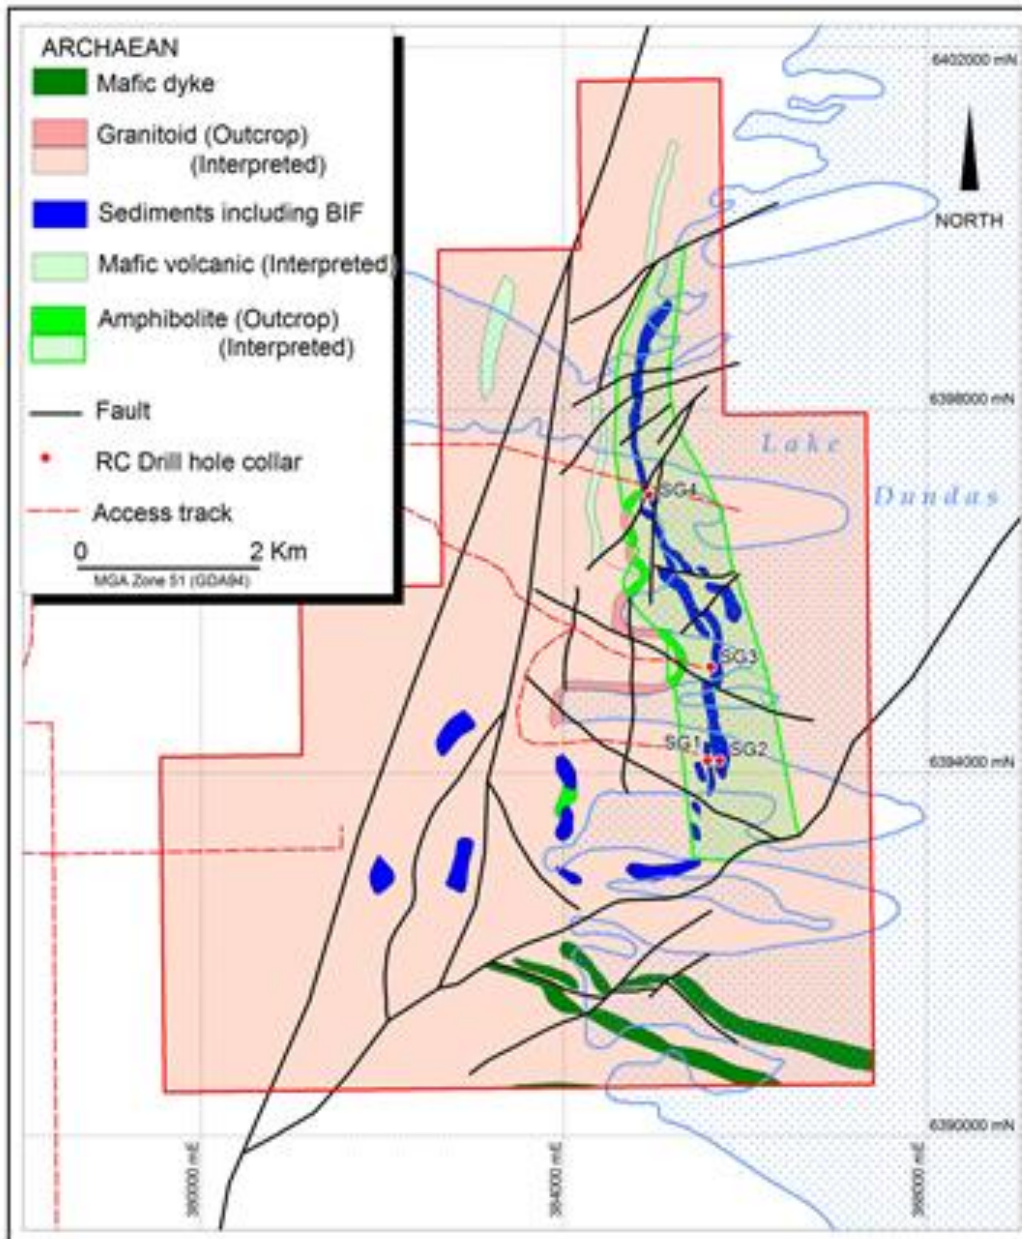 ARCHAEAN
Mafic dyke
Granitoid (Outcrop)
(Interpreted)
Sediments including BIF
Mafic volcanic (Interpreted)
Amphibolite (Outcrop)
(Interpreted)
Fault
RC Drill hole collar
Access track
0 2 Km
MGA Zone 51 (GDA94)
6402000 mN
NORTH
6398000 mN
Lake
Dundas
SG4
SG3
SG1 SG2
6394000 mN
6390000 mN
380000 mE
384000 mE
388000 mE